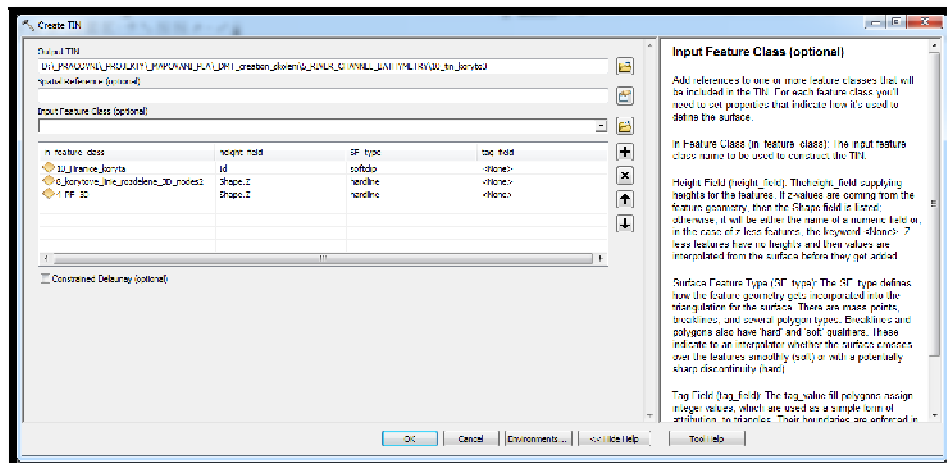 Create TIN
Output TIN
Spatial Reference (optional)
Input Feature Class (optional)
in_feature_class height_field SF_type tag_field
10_Hranice_koryta Id softclip <None>
6_korytove_linie_rozdelene_3D_nodes2 Shape.Z hardline <None>
Shape.Z hardline <None>
Constrained Delaunay (optional)
OK Cancel Environments... << Hide Help Tool Help
Input Feature Class (optional)
Add references to one or more feature classes that will
be included in the TIN. For each feature class you'll
need to set properties that indicate how it's used to
define the surface.
In Feature Class (in_feature_class): The input feature
class name to be used to construct the TIN.
Height Field (height_field): The height_field supplying
heights for the features. If z-values are coming from the
feature geometry, then the Shape field is listed;
otherwise, it will be either the name of a numeric field or,
in the case of z-less features, the keyword <None>. Z-
less features have no heights and their values are
interpolated from the surface before they get added.
Surface Feature Type (SF_type): The SF_type defines
how the feature geometry gets incorporated into the
triangulation for the surface. There are mass points,
breaklines, and several polygon types. Breaklines and
polygons also have 'hard' and 'soft' qualifiers. These
indicate to an interpolator whether the surface crosses
over the features smoothly (soft) or with a potentially
sharp discontinuity (hard).
Tag Field (tag_field): The tag_value fill polygons assign
integer values, which are used as a simple form of
attribution, to triangles. Their boundaries are enforced in